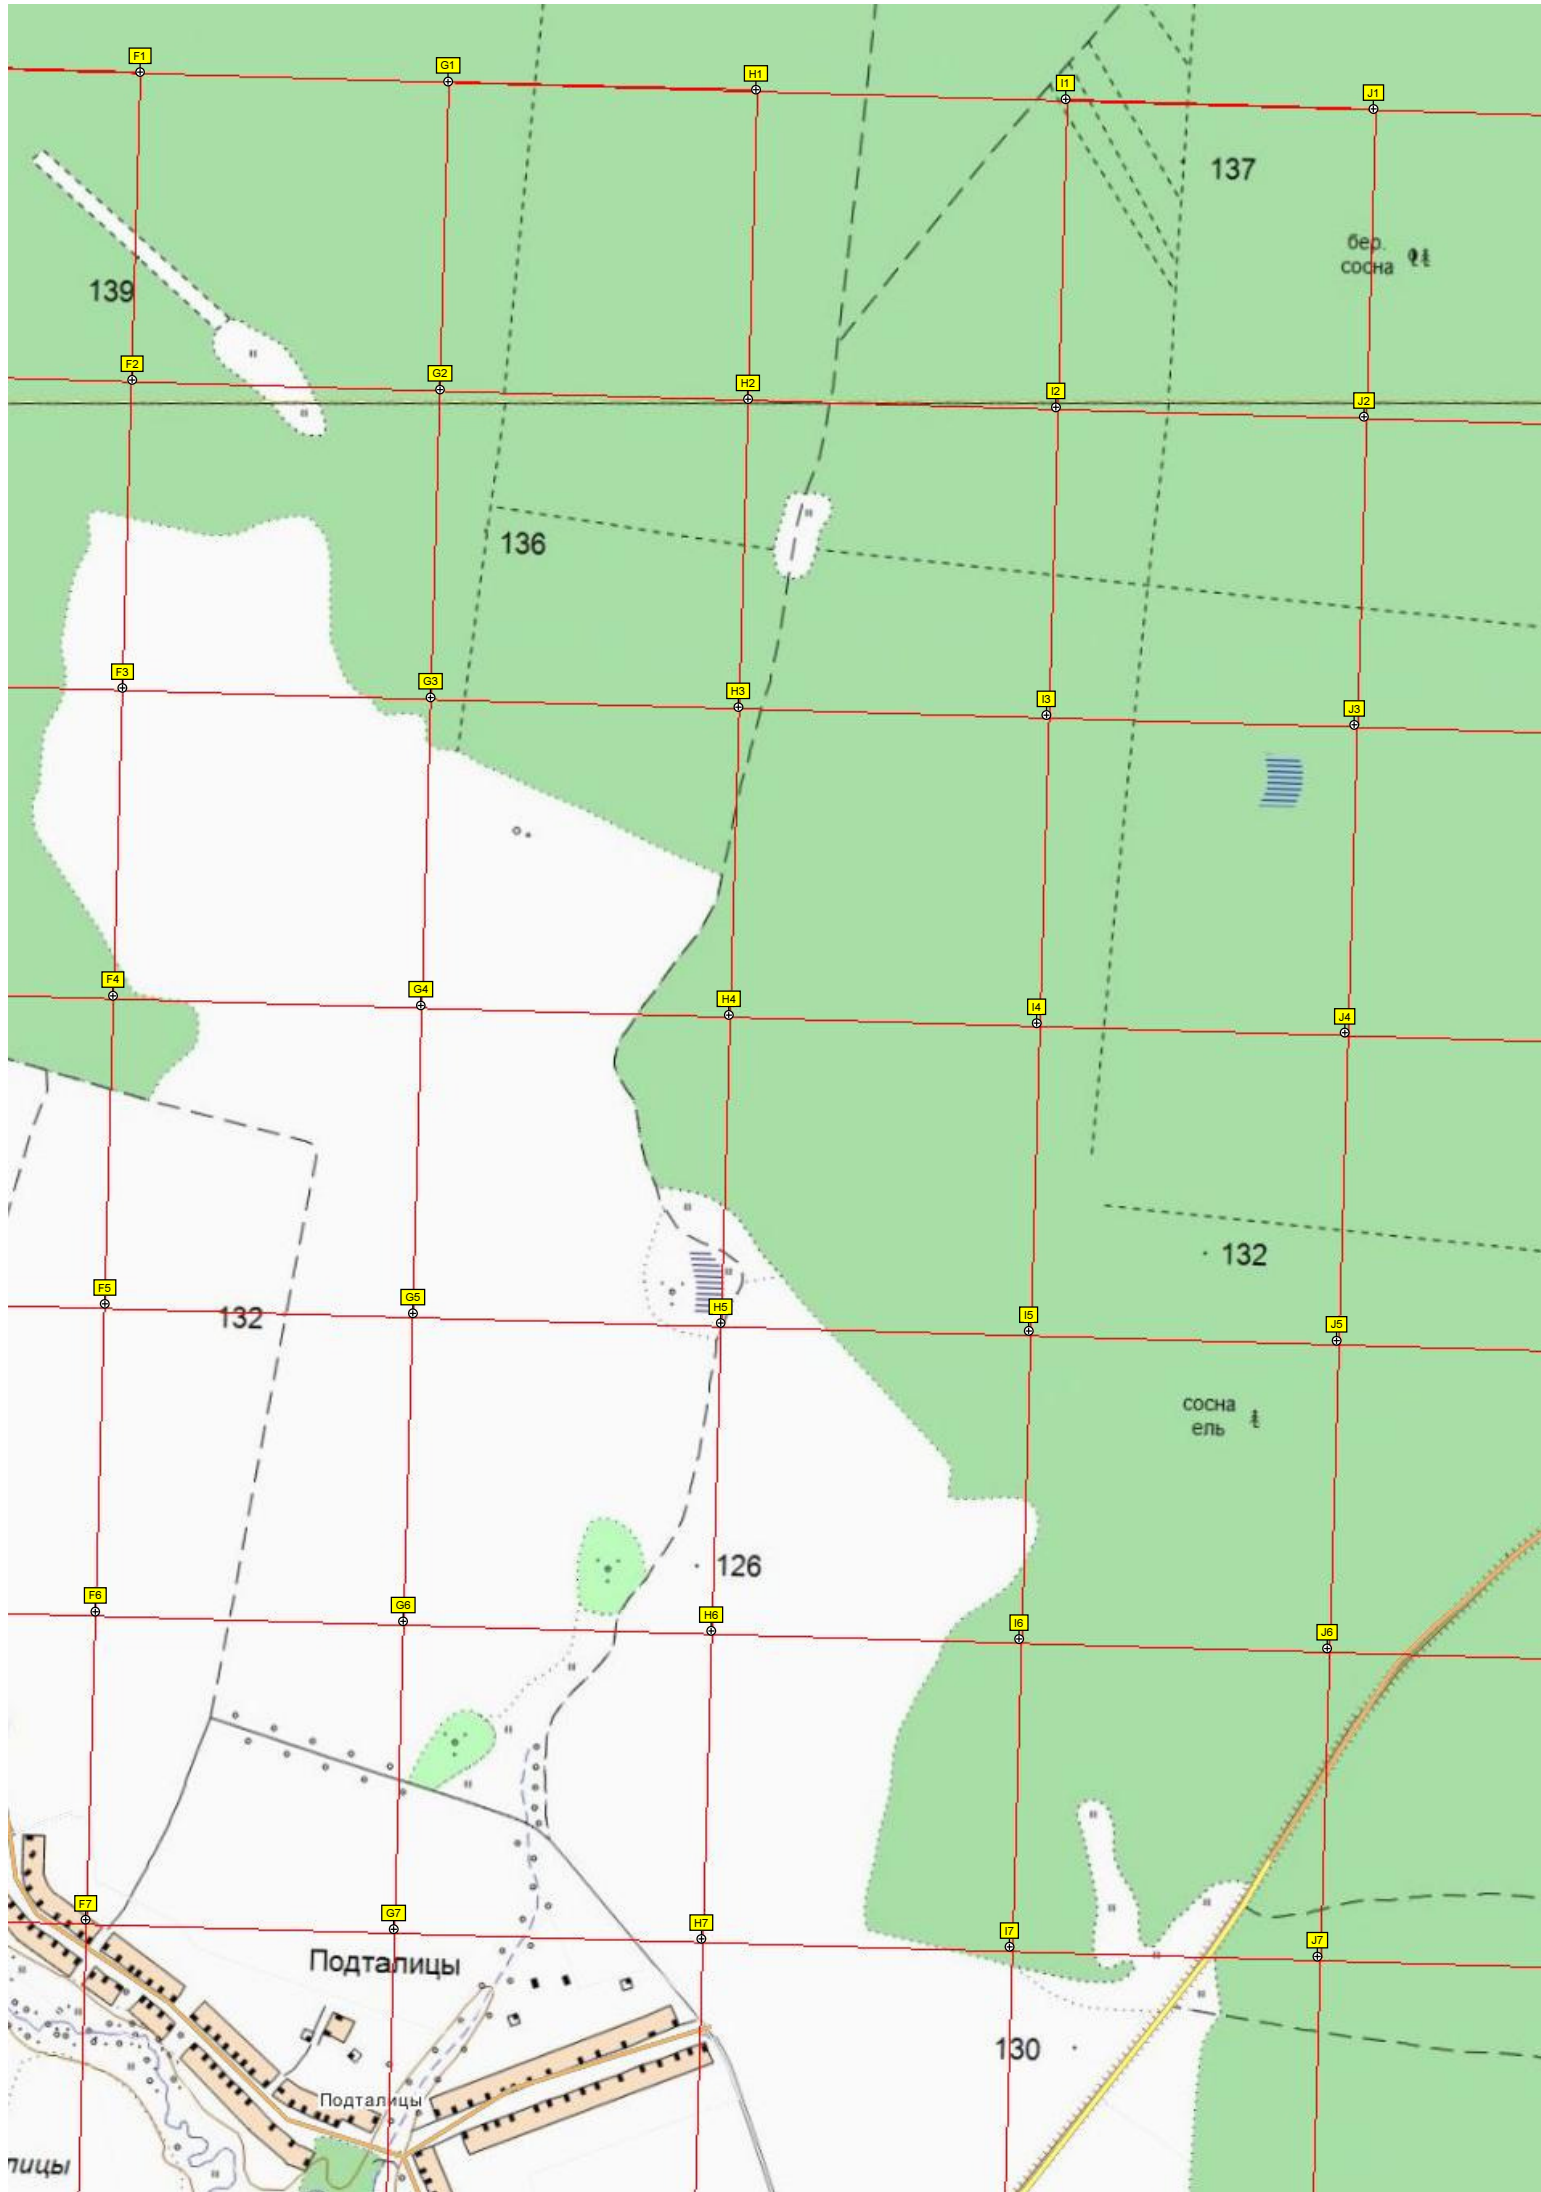 F1
G1
H1
I1
J1
137
бер.
сосна
139
F2
G2
H2
I2
J2
136
F3
G3
H3
I3
J3
F4
G4
H4
I4
J4
132
F5
132
G5
H5
I5
J5
сосна
ель
126
F6
G6
H6
I6
J6
F7
G7
H7
I7
J7
Подталицы
130
Подталицы
лицы